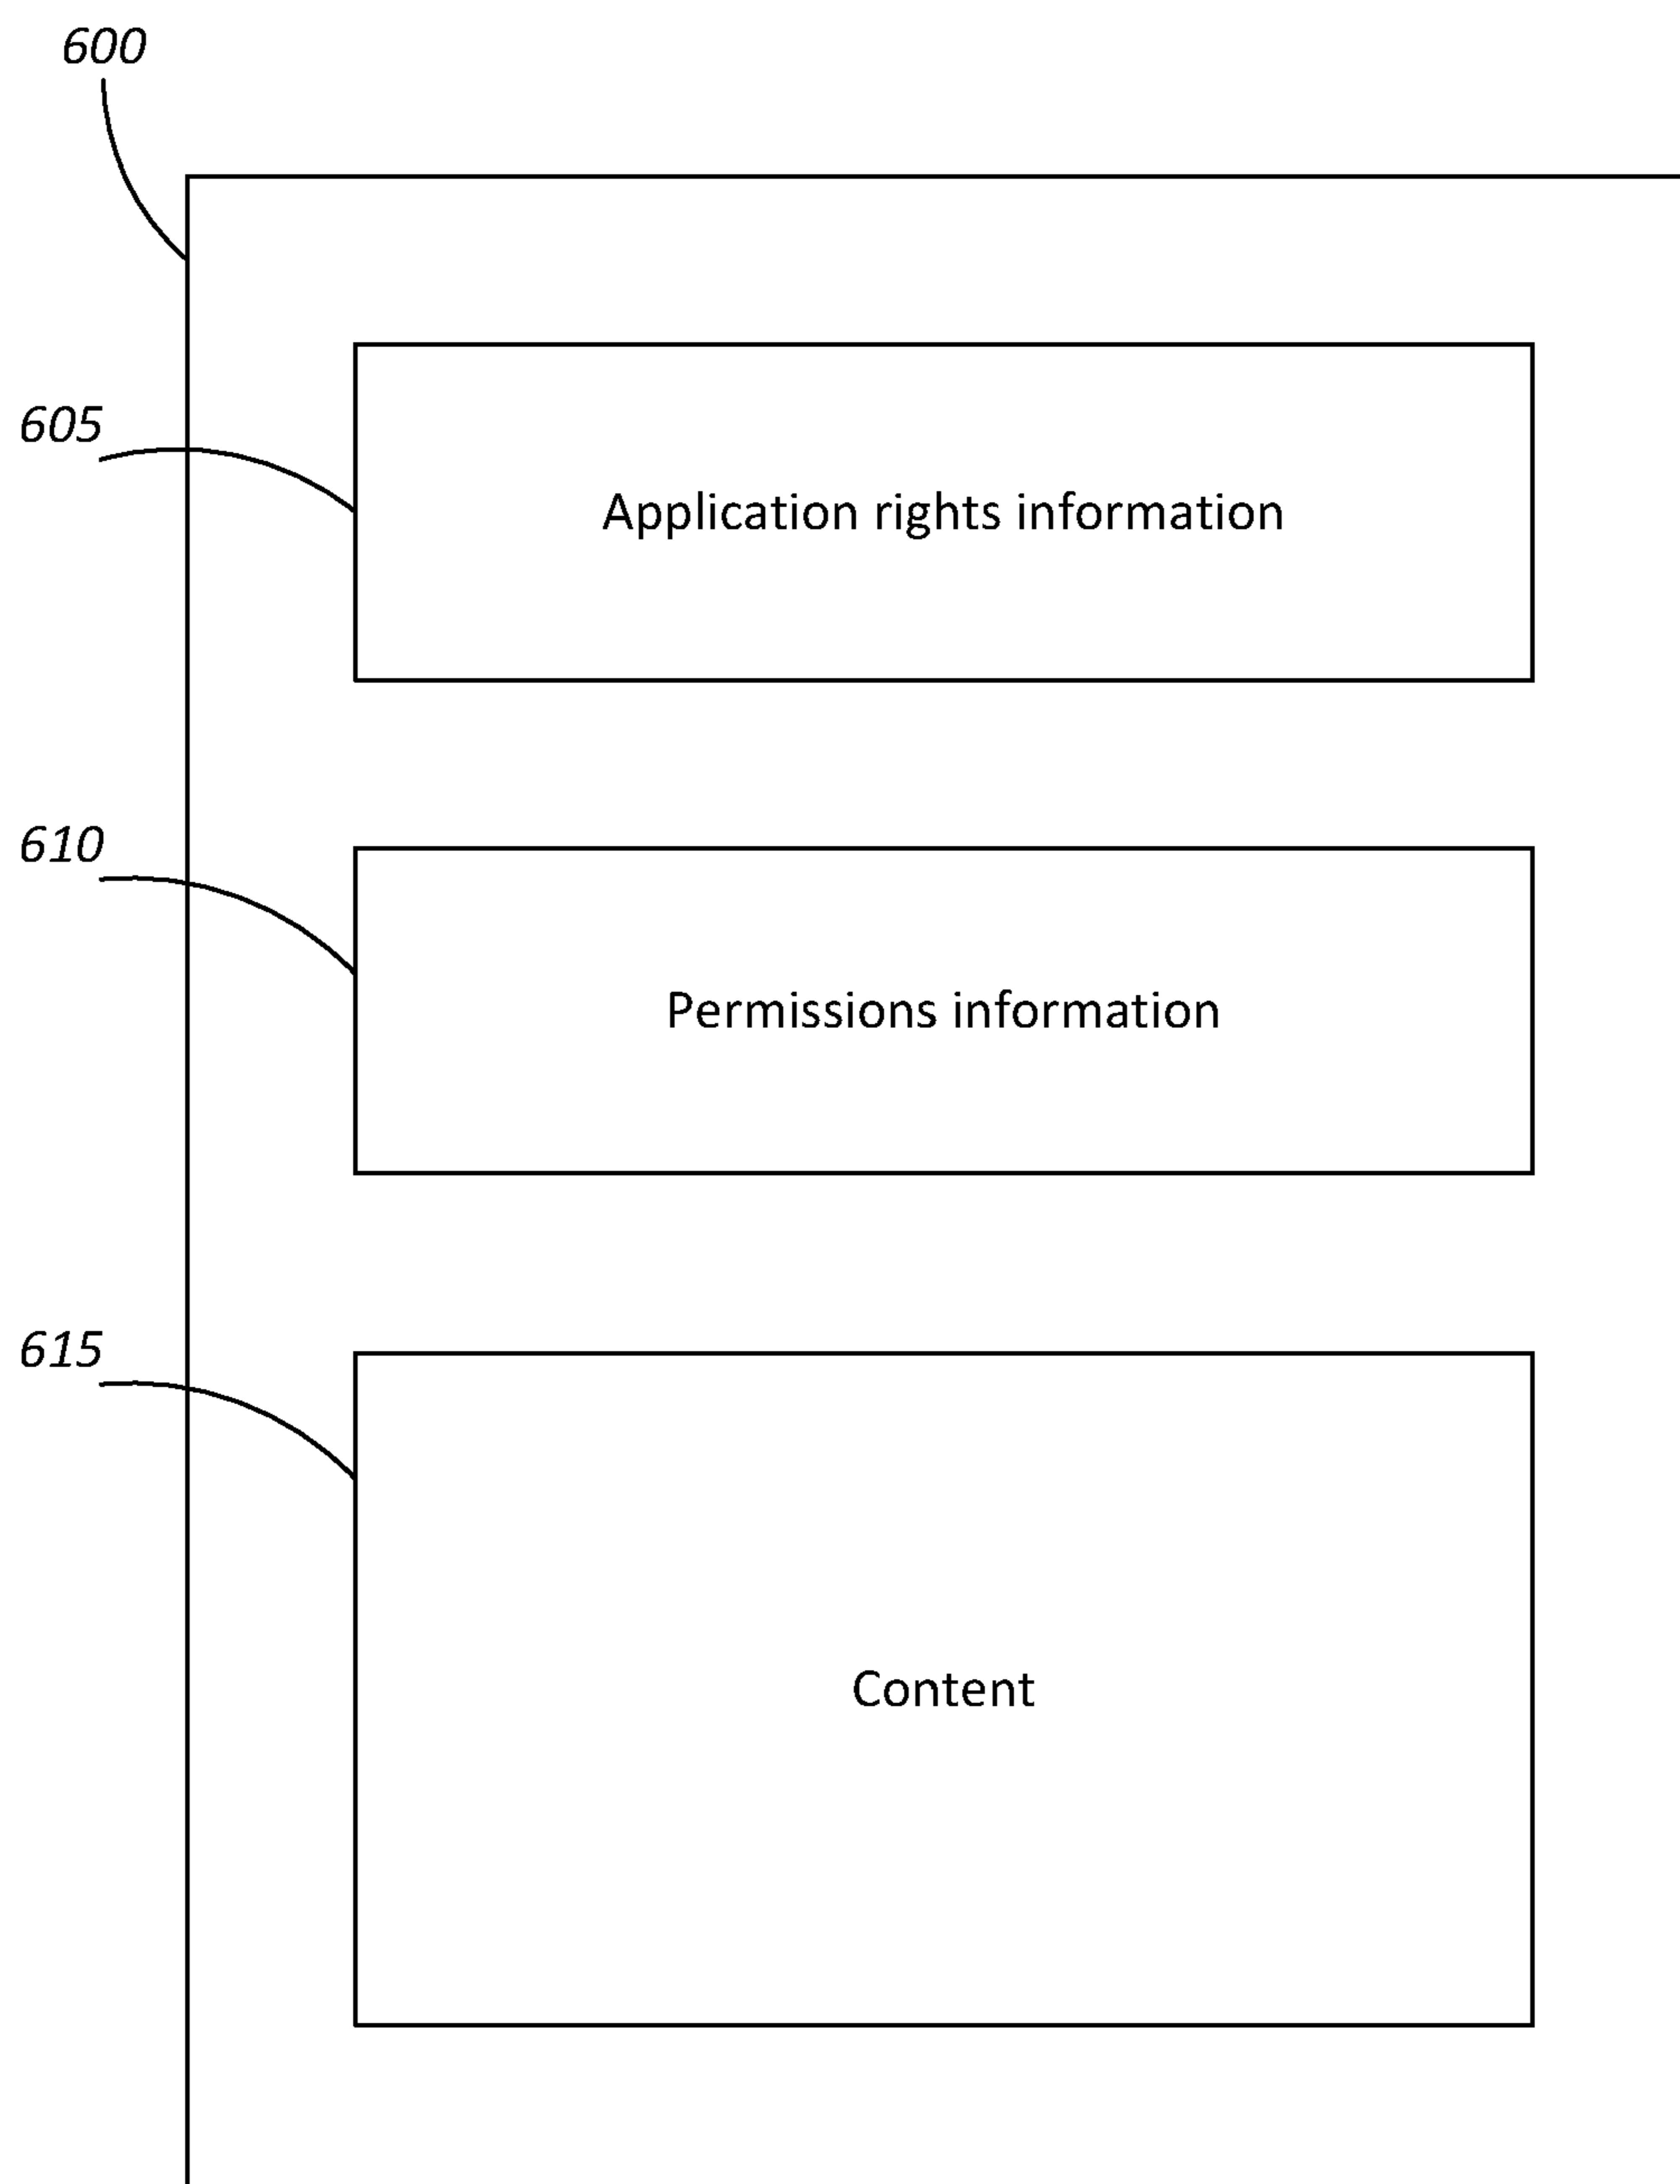 600
605
Application rights information
610
Permissions information
615
Content